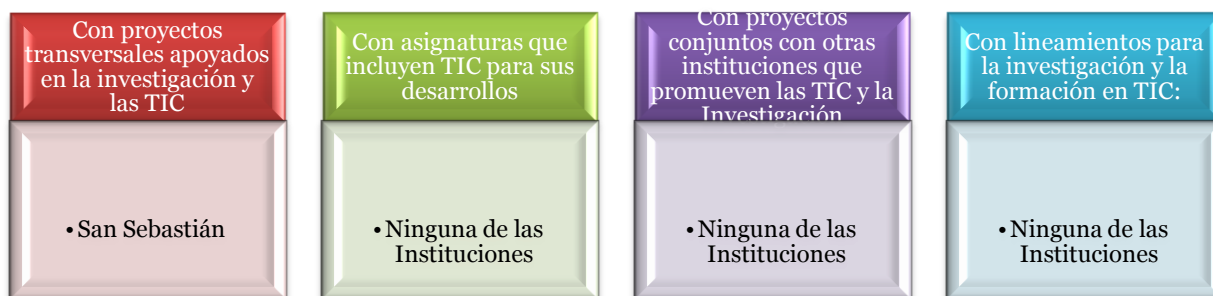 Con proyectos
transversales apoyados
en la investigación y
las TIC
• San Sebastián
Con asignaturas que
incluyen TIC para sus
desarrollos
• Ninguna de las
Instituciones
Con proyectos
conjuntos con otras
instituciones que
promueven las TIC y la
Investigación
• Ninguna de las
Instituciones
Con lineamientos para
la investigación y la
formación en TIC:
• Ninguna de las
Instituciones